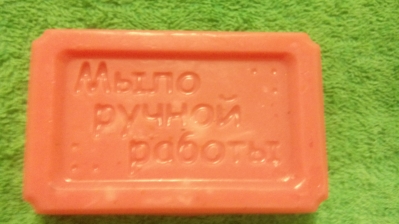 Мыло
ручной
работы